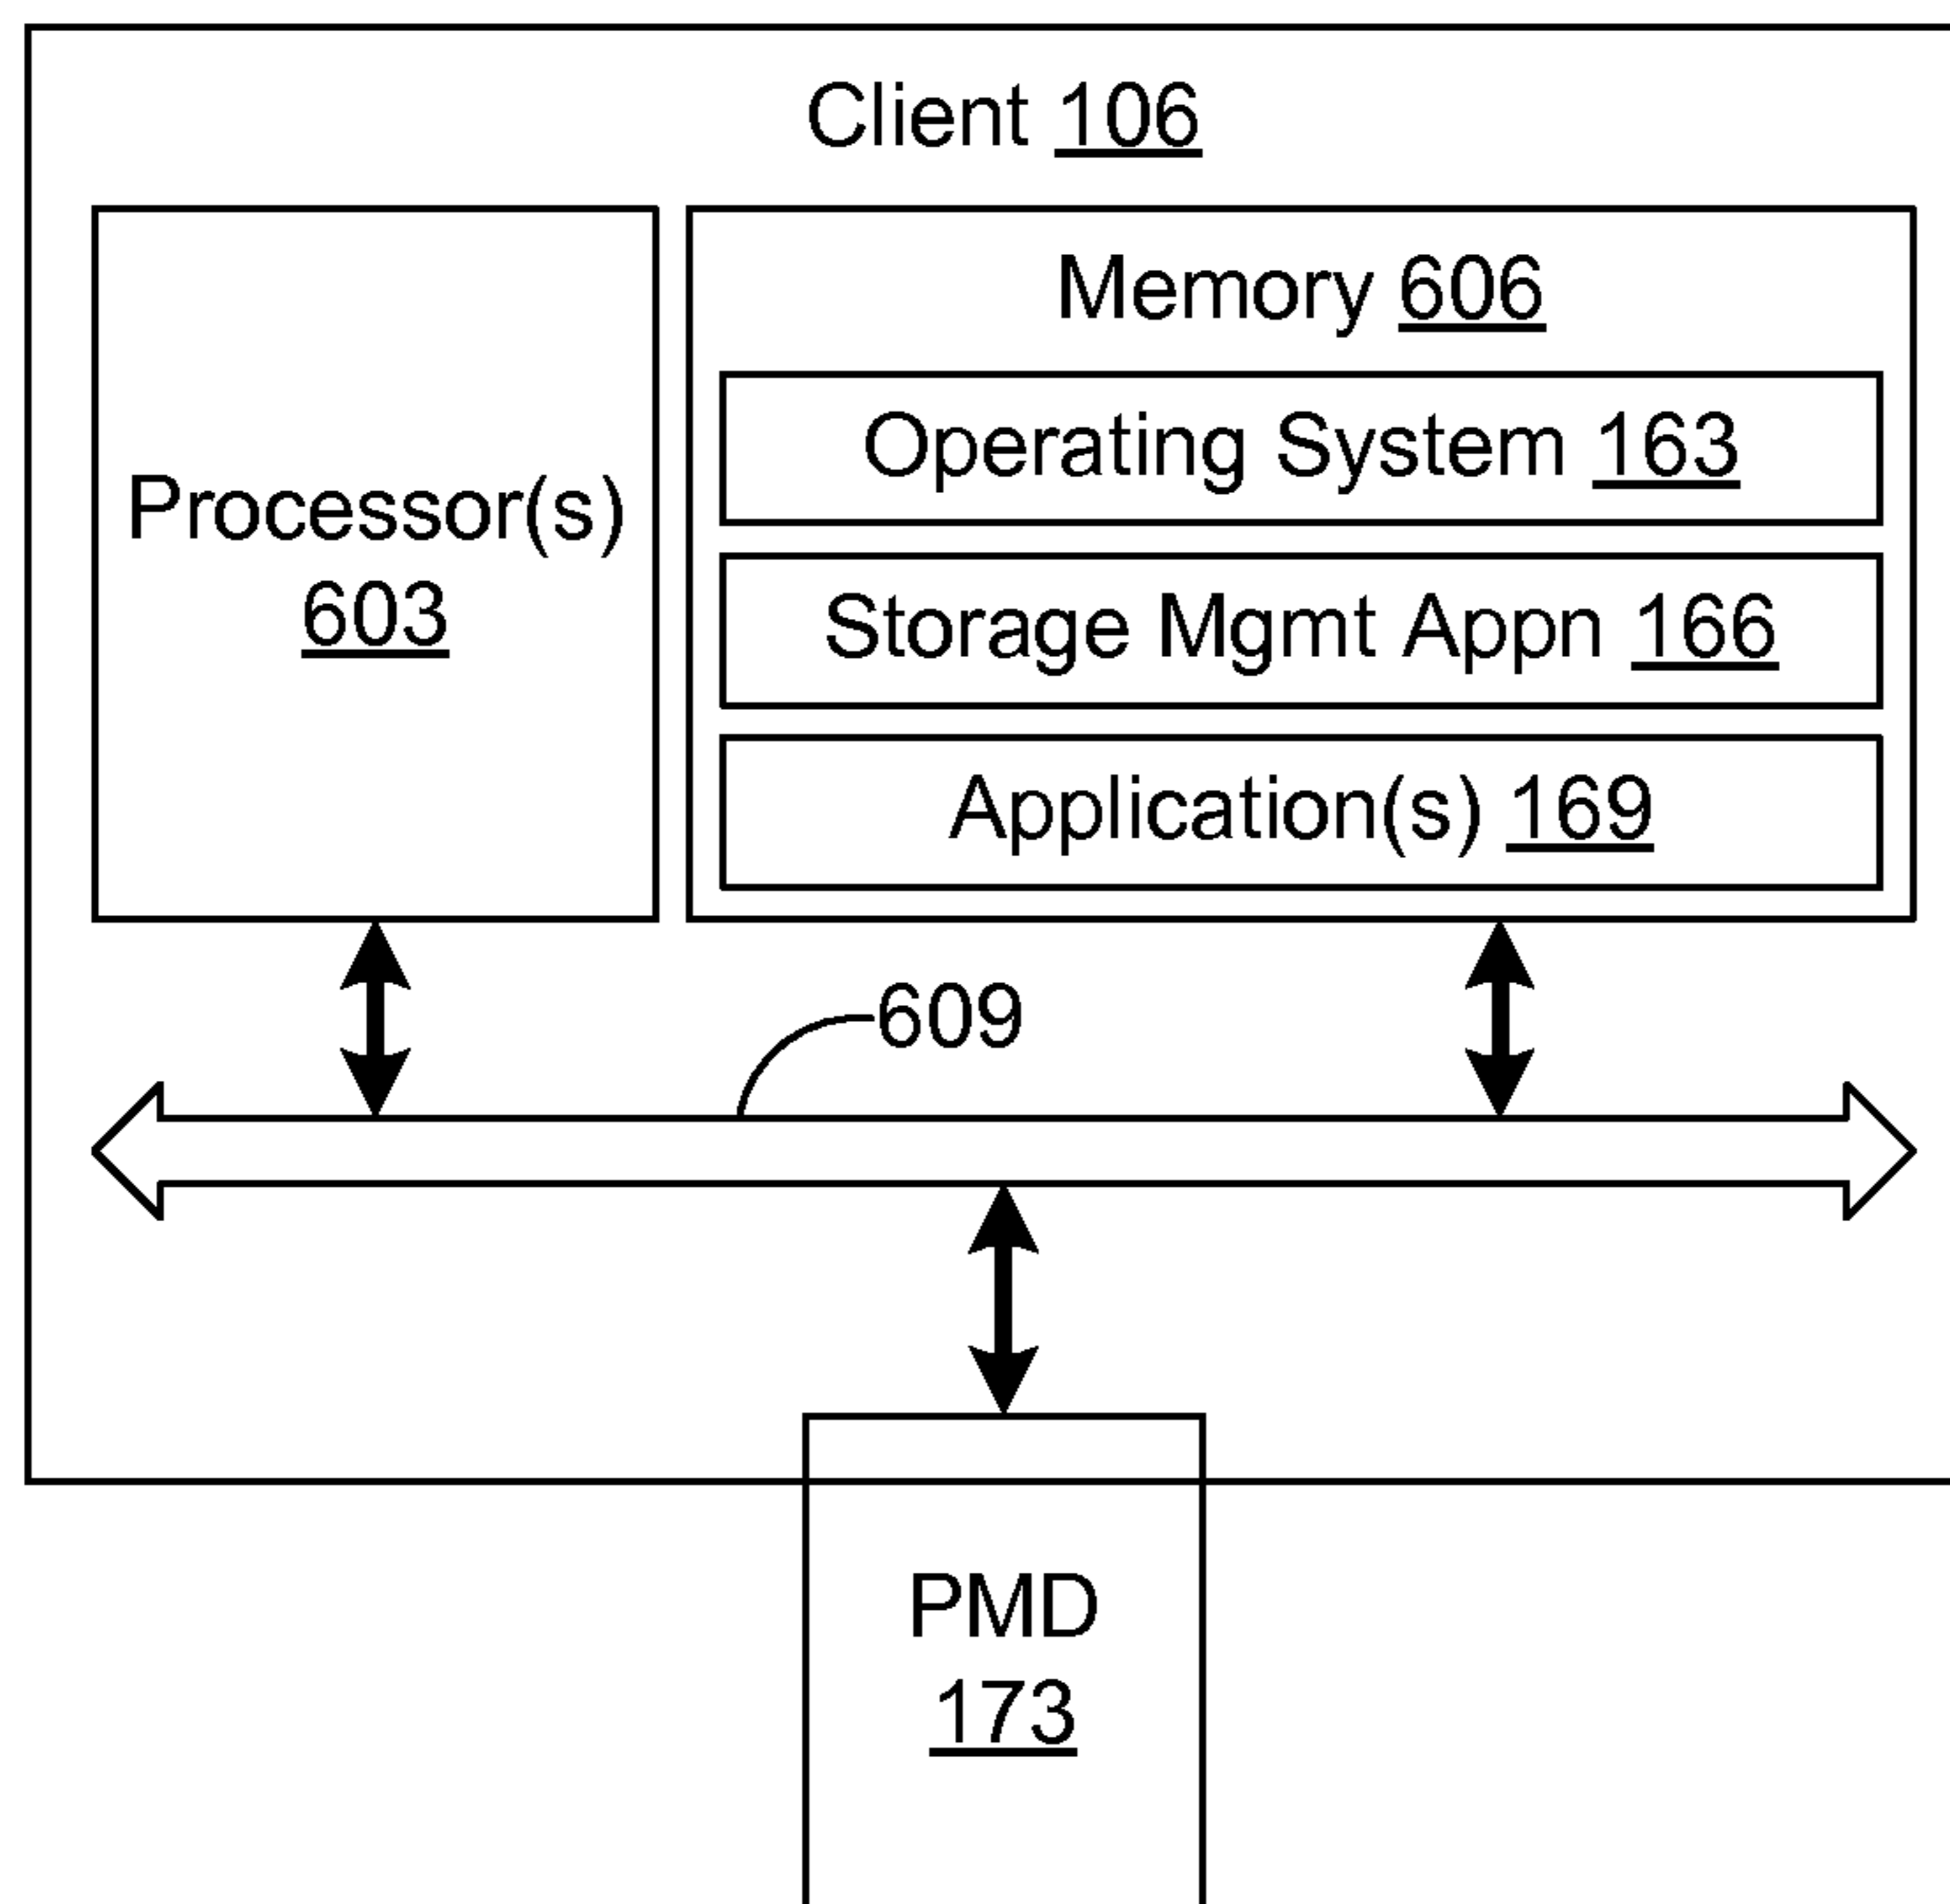 Client 106
Processor(s)
603
Memory 606
Operating System 163
Storage Mgmt Appn 166
Application(s) 169
609
PMD
173